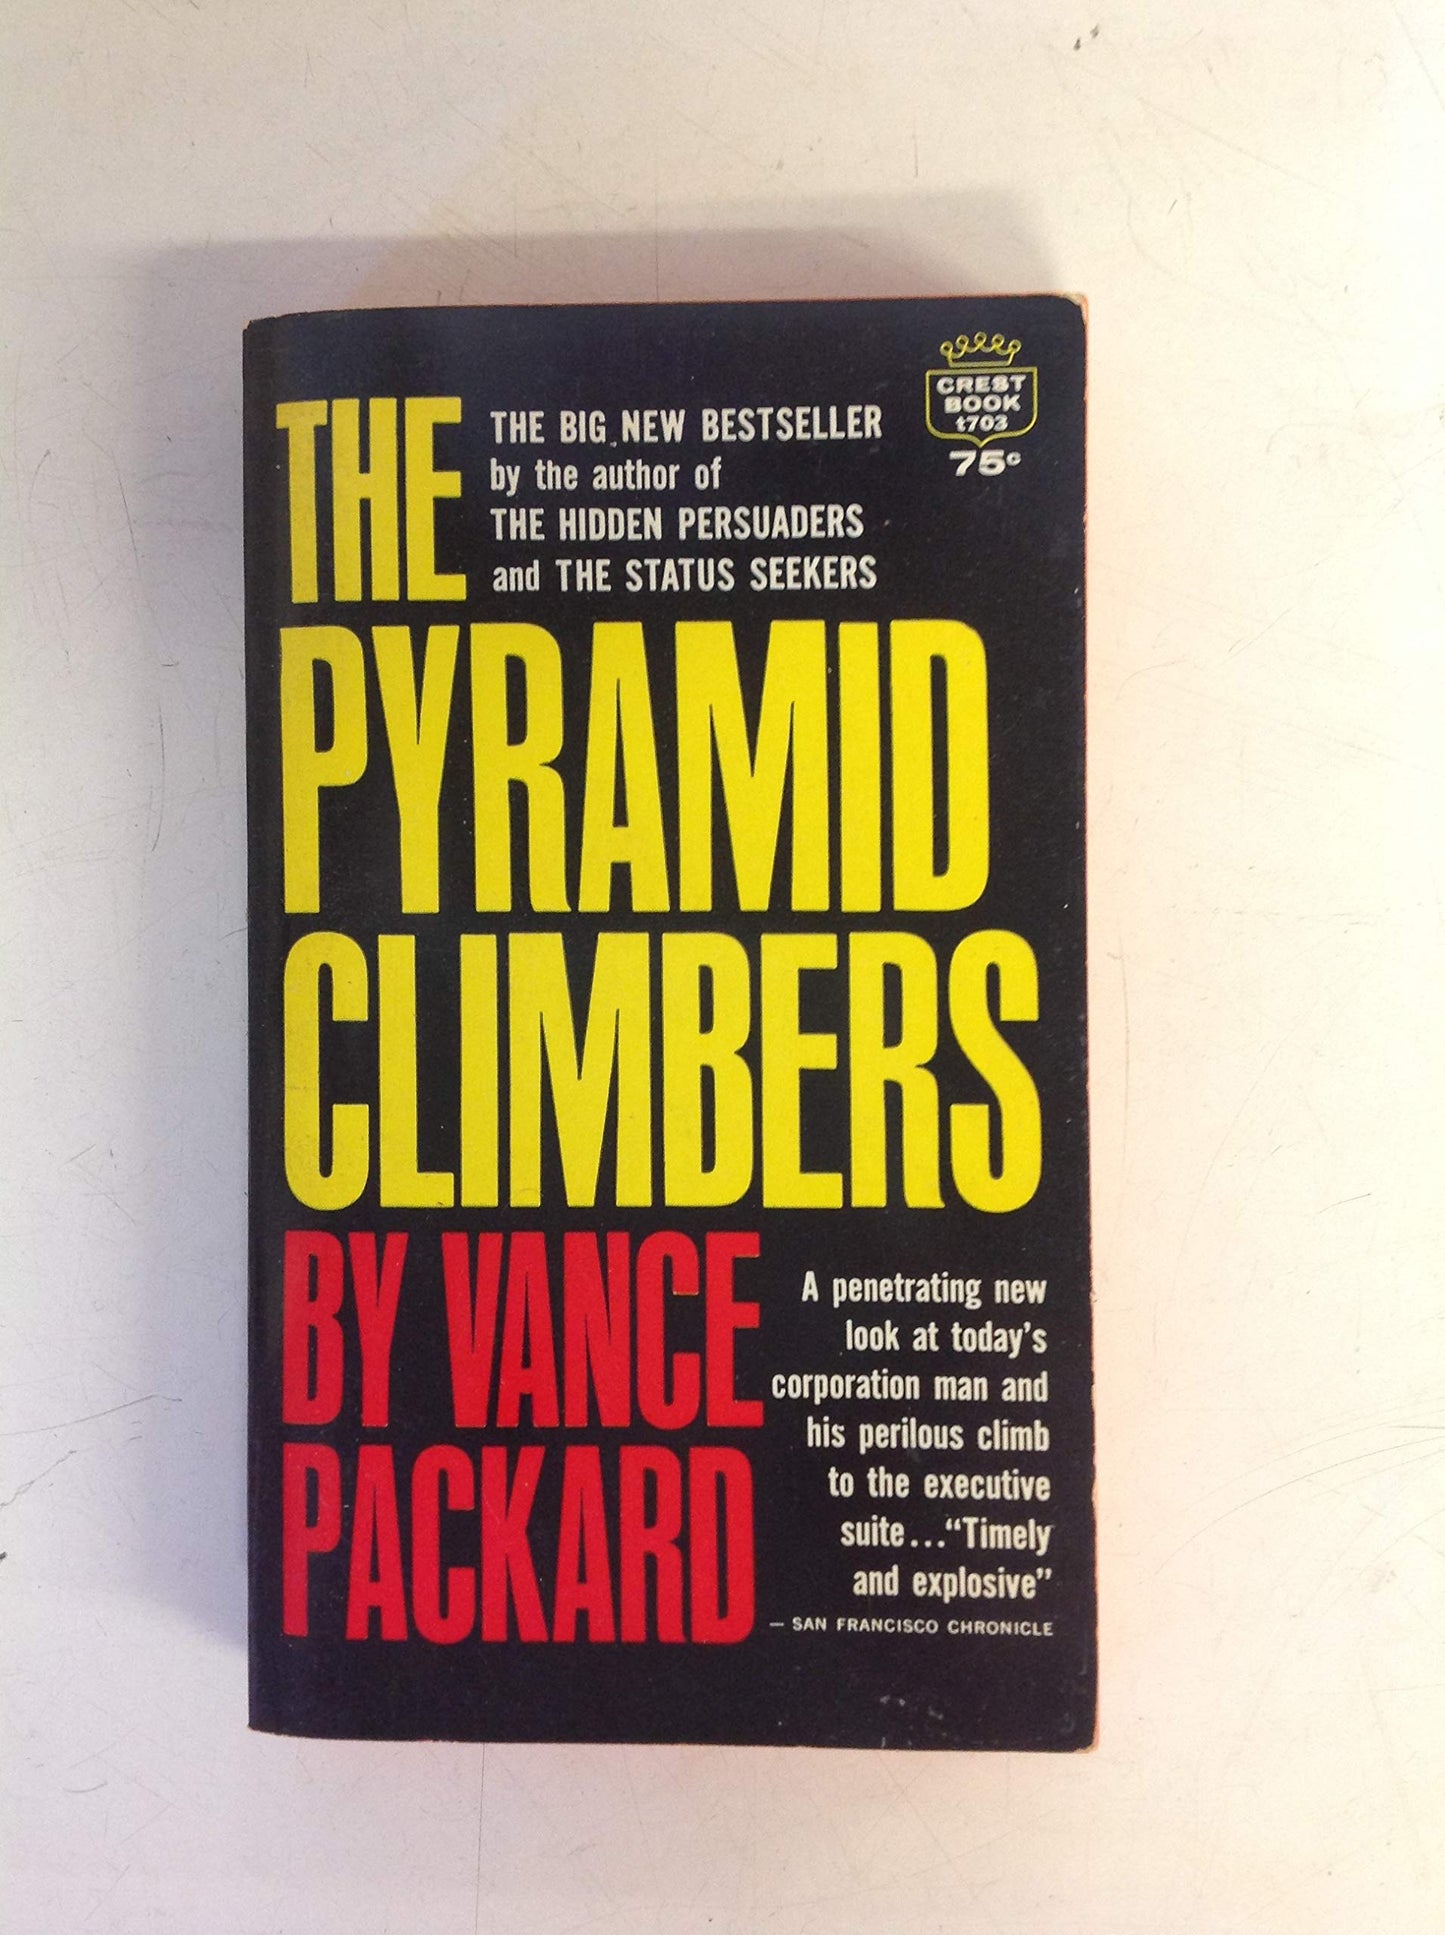 THE
THE BIG NEW BESTSELLER
by the author of
THE HIDDEN PERSUADERS
and THE STATUS SEEKERS
CREST
BOOK
t703
75c
PYRAMID
CLIMBERS
BY VANCE
PACKARD
A penetrating new
look at today's
corporation man and
his perilous climb
to the executive
suite..."Timely
and explosive"
— SAN FRANCISCO CHRONICLE